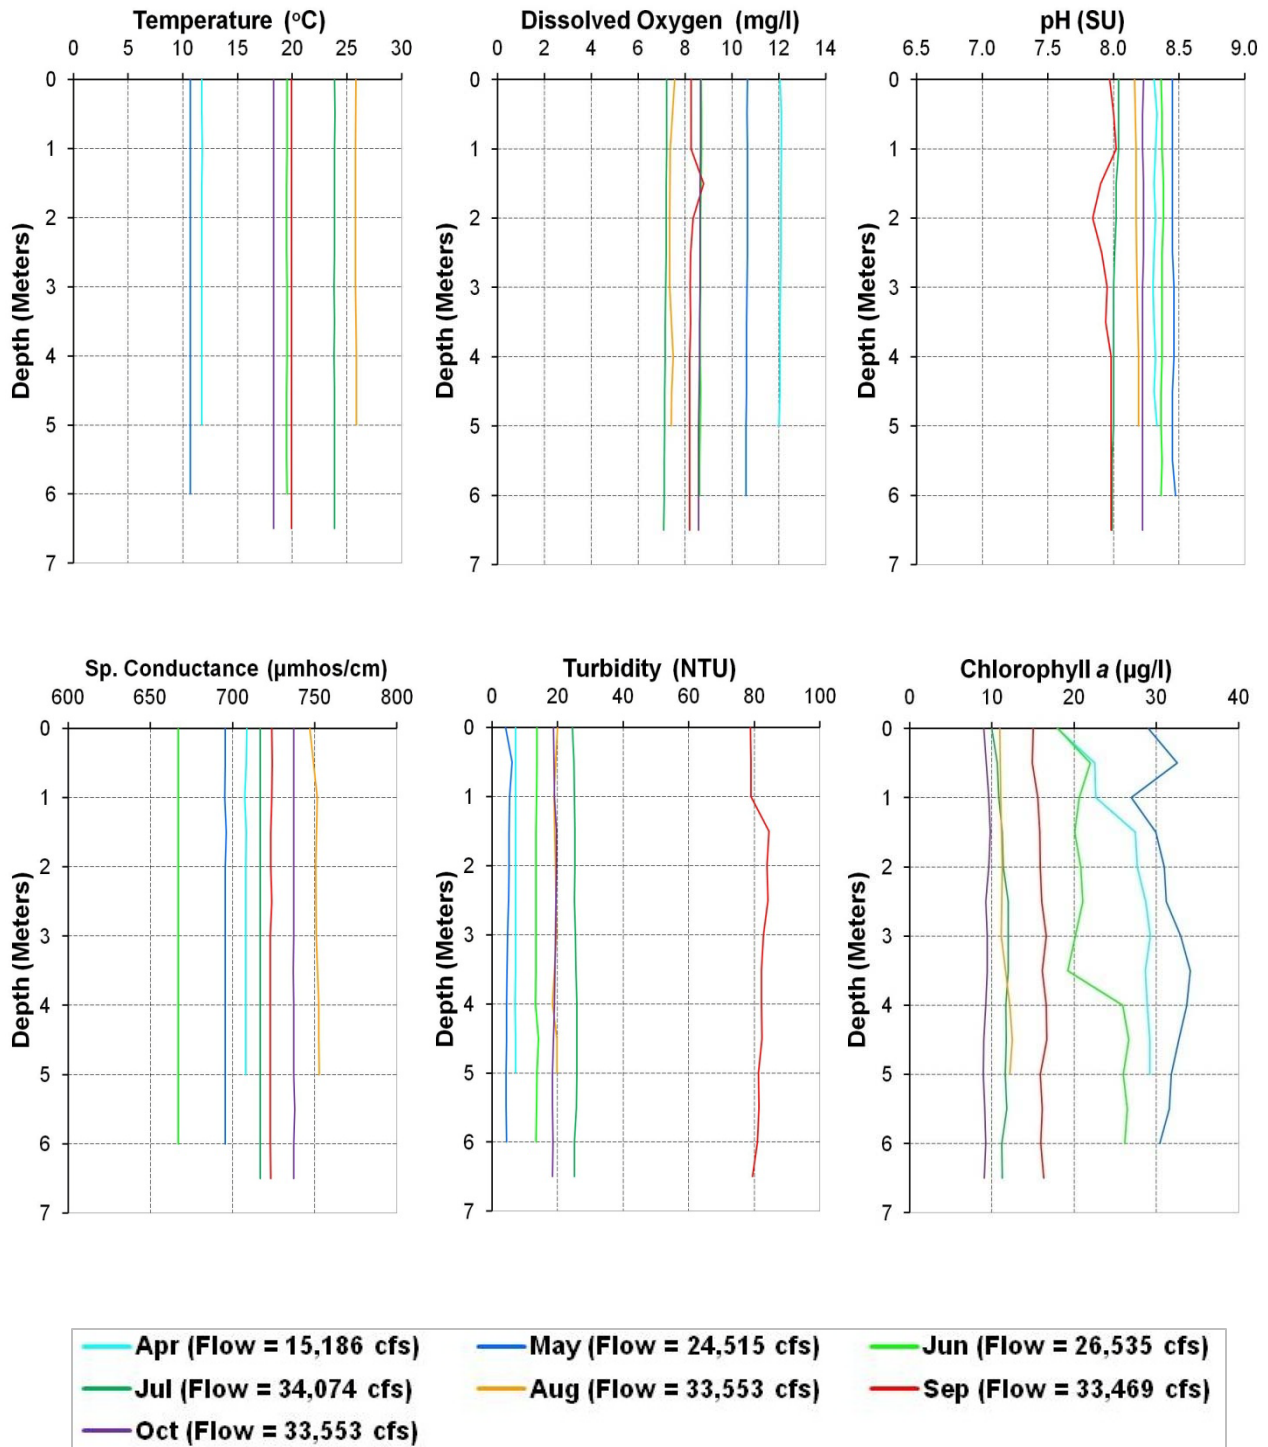 Temperature (ºC)
0 5 10 15 20 25 30
0
1
2
3
4
5
6
7
Depth (Meters)
Dissolved Oxygen (mg/l)
0 2 4 6 8 10 12 14
0
1
2
3
4
5
6
7
Depth (Meters)
pH (SU)
6.5 7.0 7.5 8.0 8.5 9.0
0
1
2
3
4
5
6
7
Depth (Meters)
Sp. Conductance (µmhos/cm)
600 650 700 750 800
0
1
2
3
4
5
6
7
Depth (Meters)
Turbidity (NTU)
0 20 40 60 80 100
0
1
2
3
4
5
6
7
Depth (Meters)
Chlorophyll a (µg/l)
0 10 20 30 40
0
1
2
3
4
5
6
7
Depth (Meters)
Apr (Flow = 15,186 cfs) May (Flow = 24,515 cfs) Jun (Flow = 26,535 cfs)
Jul (Flow = 34,074 cfs) Aug (Flow = 33,553 cfs) Sep (Flow = 33,469 cfs)
Oct (Flow = 33,553 cfs)